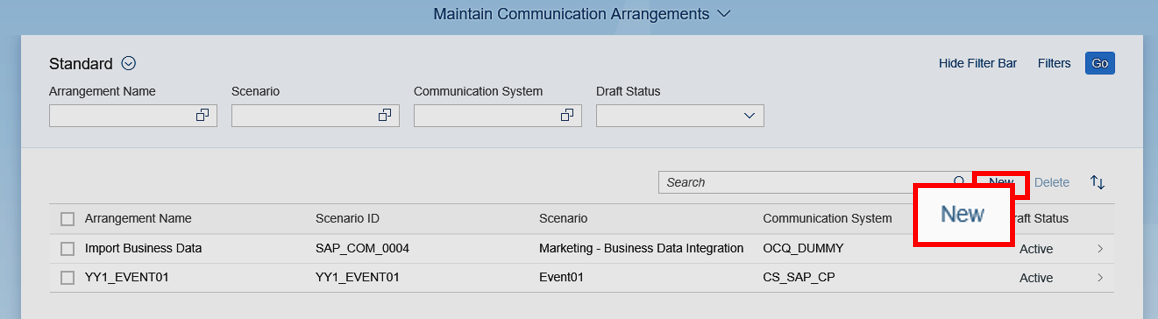 Maintain Communication Arrangements
Standard
Hide Filter Bar Filters Go
Arrangement Name Scenario Communication System Draft Status
Search New Delete
New
Arrangement Name Scenario ID Scenario Communication System raft Status
Import Business Data SAP_COM_0004 Marketing - Business Data Integration OCQ_DUMMY Active
YY1_EVENT01 YY1_EVENT01 Event01 CS_SAP_CP Active